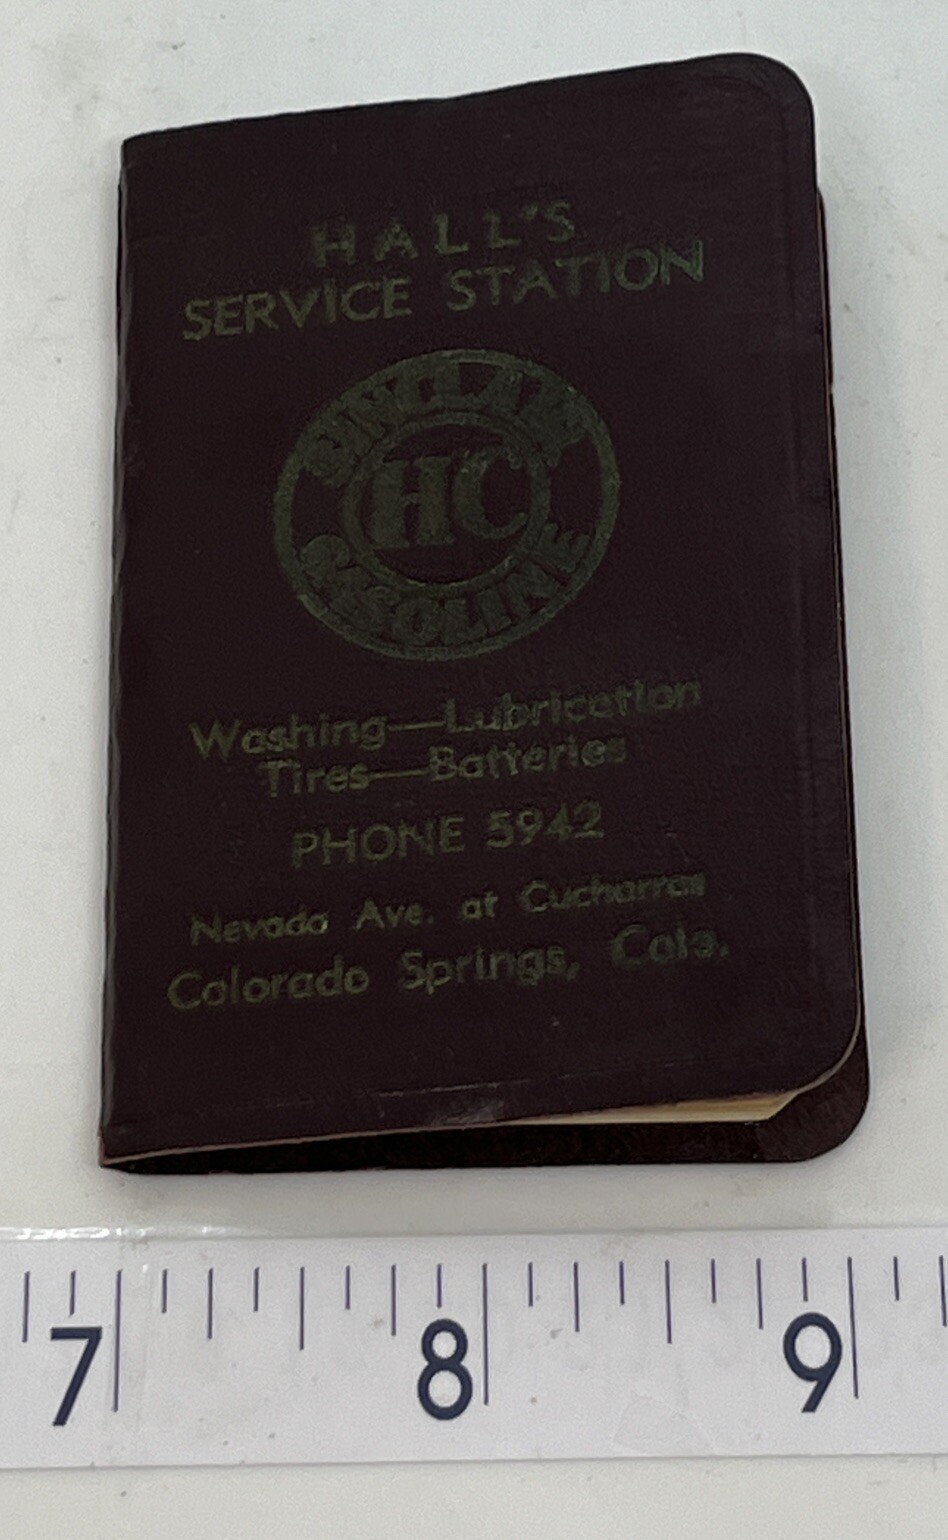 HALL'S
SERVICE STATION
SINCLAIR
HC
GASOLINE
Washing—Lubrication
Tires—Batteries
PHONE 5942
Nevada Ave. at Cucharras
Colorado Springs, Colo.
7 8 9